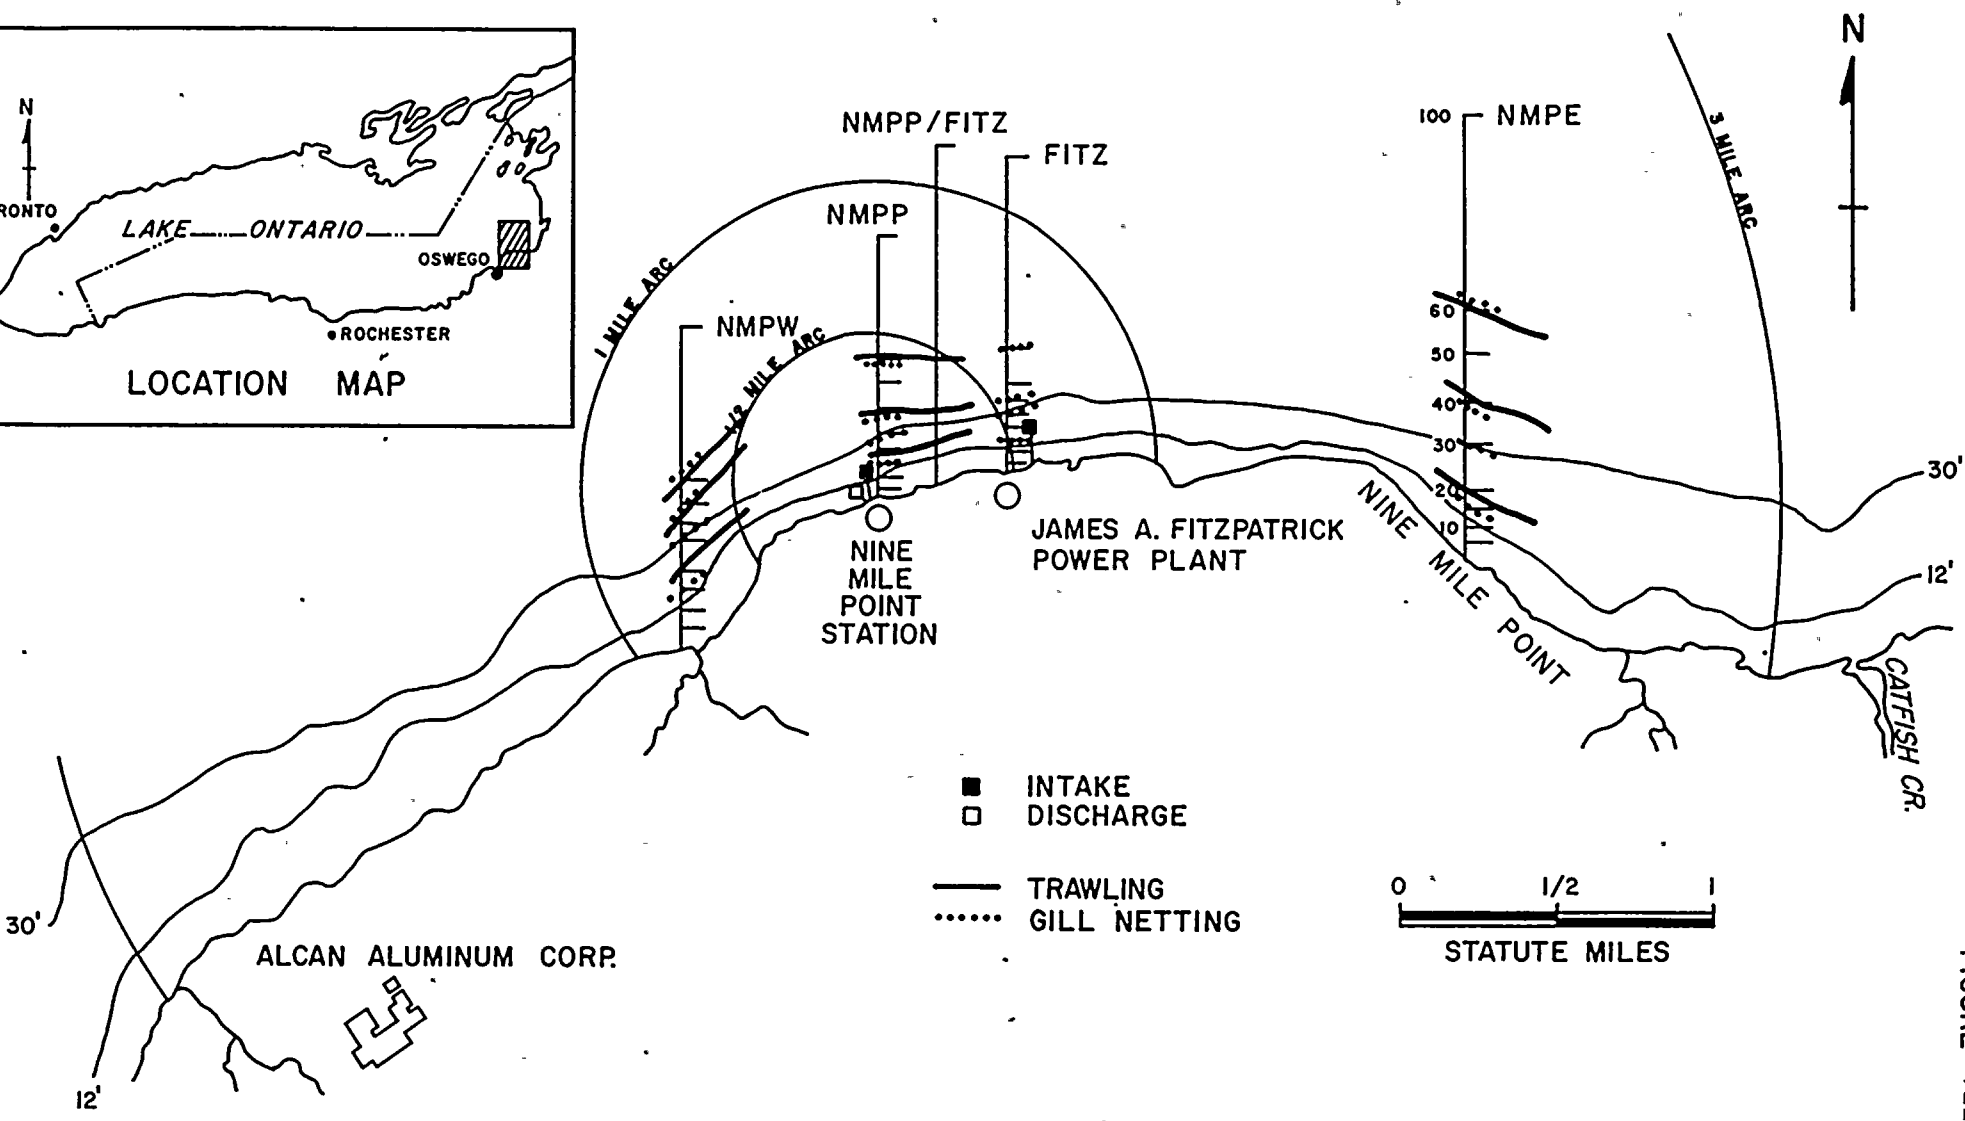 N
RONTO
LAKE ONTARIO
OSWEGO
ROCHESTER
LOCATION MAP
NMPP/FITZ
FITZ
NMPP
NMPW
1 MILE ARC
1/2 MILE ARC
100 NMPE
60
50
40
30
20
10
3 MILE ARC
N
30'
12'
NINE MILE POINT
CATFISH CR.
NINE
MILE
POINT
STATION
JAMES A. FITZPATRICK
POWER PLANT
INTAKE
DISCHARGE
TRAWLING
GILL NETTING
0 1/2 1
STATUTE MILES
30'
12'
ALCAN ALUMINUM CORP.